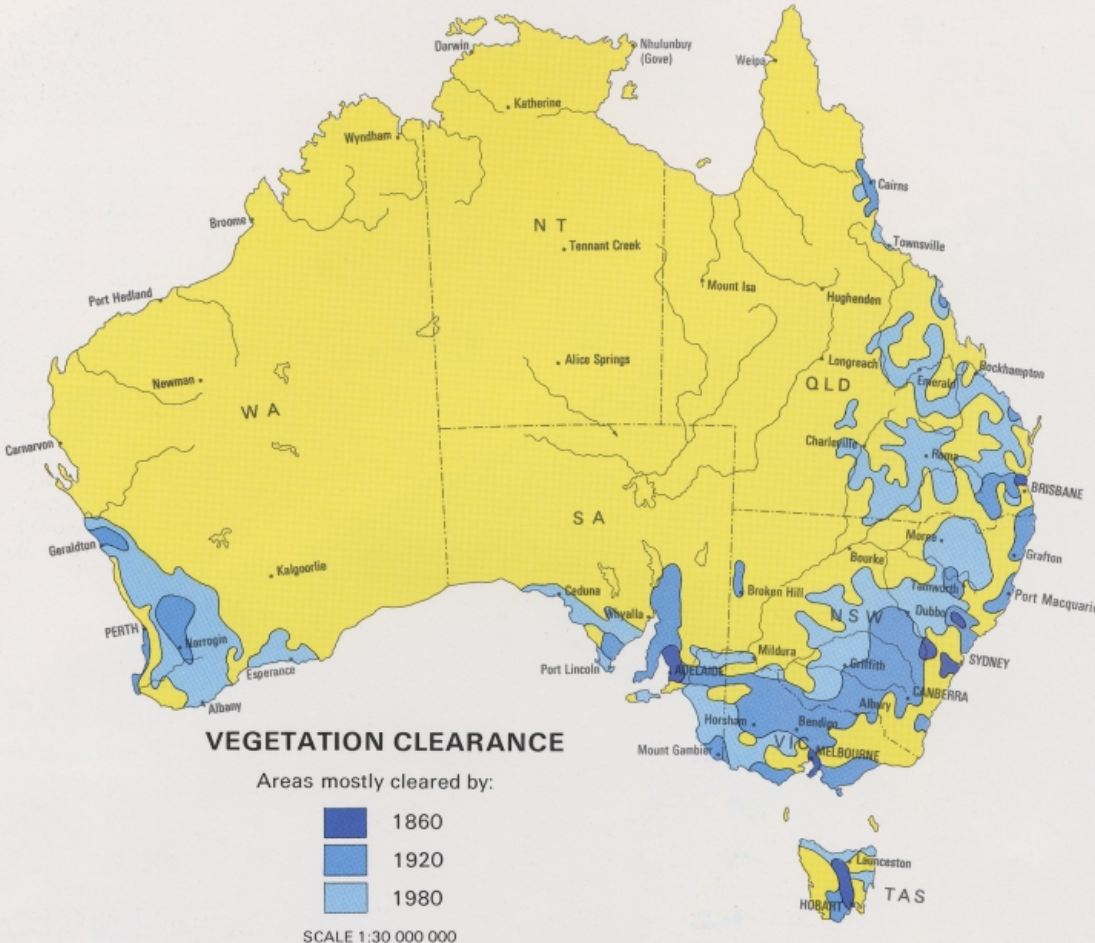 Darwin
Nhulunbuy
(Gove)
Weipa
Katherine
Wyndham
Cairns
Broome
N T
Tennant Creek
Townsville
Mount Isa
Port Hedland
Hughenden
Alice Springs
Longreach
Rockhampton
Newman
Emerald
QLD
W A
Carnarvon
Charleville
Roma
BRISBANE
S A
Geraldton
Moree
Bourke
Grafton
Kalgoorlie
Ceduna
Broken Hill
Tamworth
Port Macquarie
Whyalla
NSW
Dubbo
PERTH
Narrogin
Mildura
Griffith
SYDNEY
Esperance
Port Lincoln
ADELAIDE
CANBERRA
Albany
Albury
Horsham
Bendigo
VEGETATION CLEARANCE
VIC
Mount Gambier
MELBOURNE
Areas mostly cleared by:
1860
1920
1980
Launceston
TAS
HOBART
SCALE 1:30 000 000